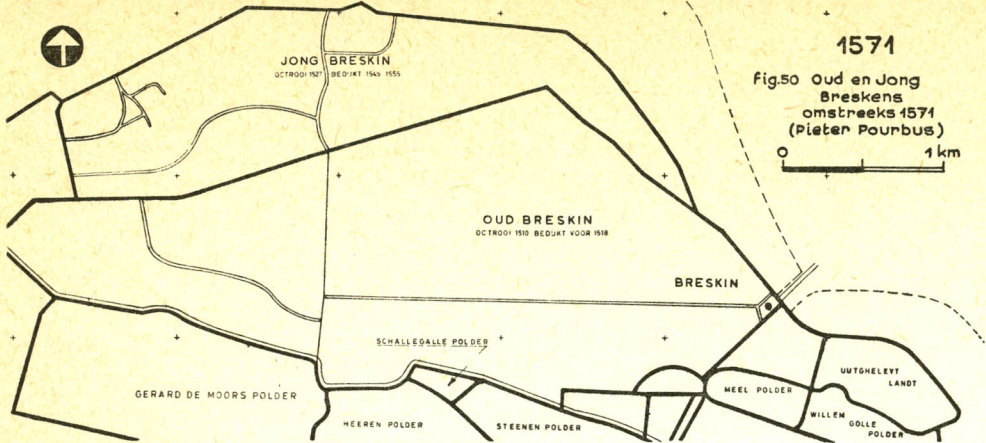 1571
Fig.50 Oud en Jong
Breskens
omstreeks 1571
(Pieter Pourbus)
0 1 km
JONG BRESKIN
OCTROOI 1527 BEDIJKT 1545 1555
OUD BRESKIN
OCTROOI 1510 BEDIJKT VOOR 1518
BRESKIN
SCHALLEGALLE POLDER
GERARD DE MOORS POLDER
HEEREN POLDER
STEENEN POLDER
MEEL POLDER
UUTGHELEYT
LANDT
WILLEM
GOLLE
POLDER